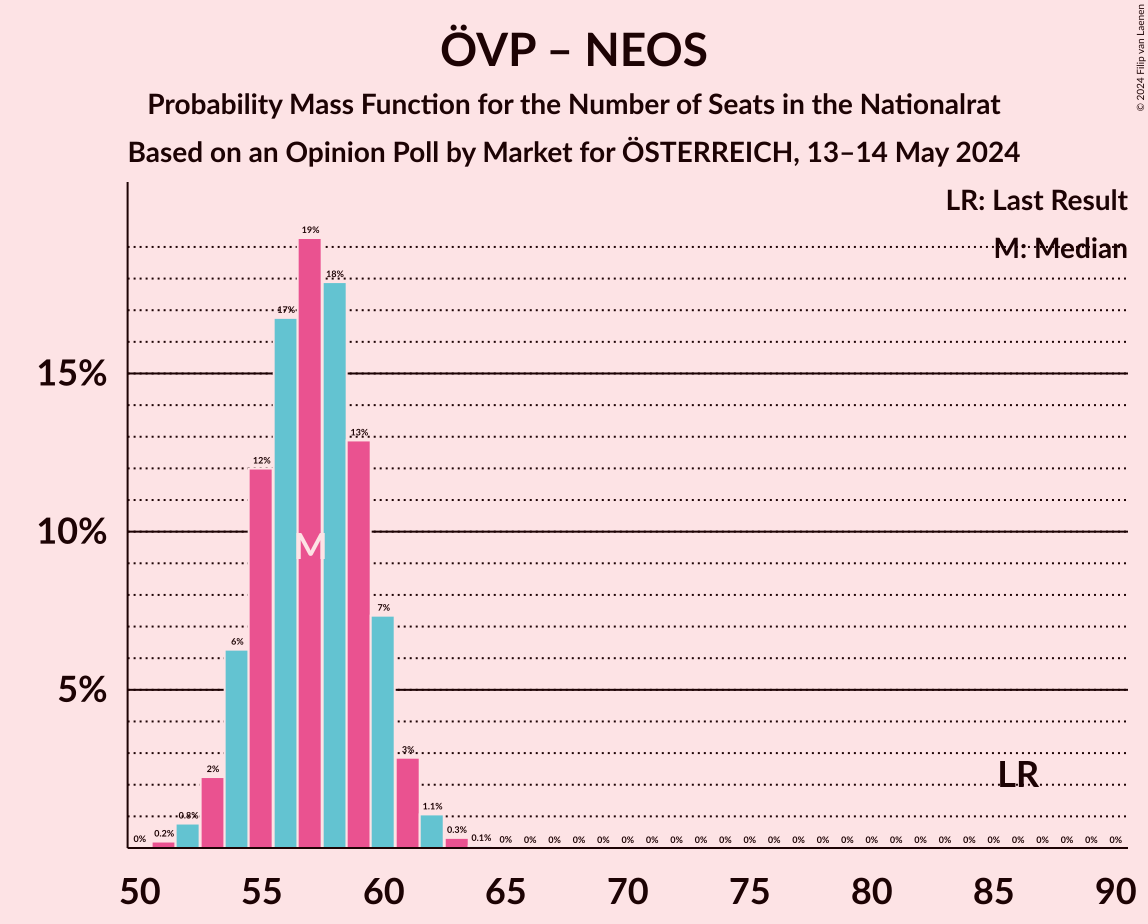 ÖVP – NEOS
Probability Mass Function for the Number of Seats in the Nationalrat
Based on an Opinion Poll by Market for ÖSTERREICH, 13–14 May 2024
© 2024 Filip van Laenen
LR: Last Result
M: Median
15%
10%
5%
0% 0.2% 0.8% 2% 6% 12% 17% 19% 18% 13% 7% 3% 1.1% 0.3% 0.1% 0% 0% 0% 0% 0% 0% 0% 0% 0% 0% 0% 0% 0% 0% 0% 0% 0% 0% 0% 0% 0% 0% 0% 0% 0% 0%
M
LR
50 55 60 65 70 75 80 85 90